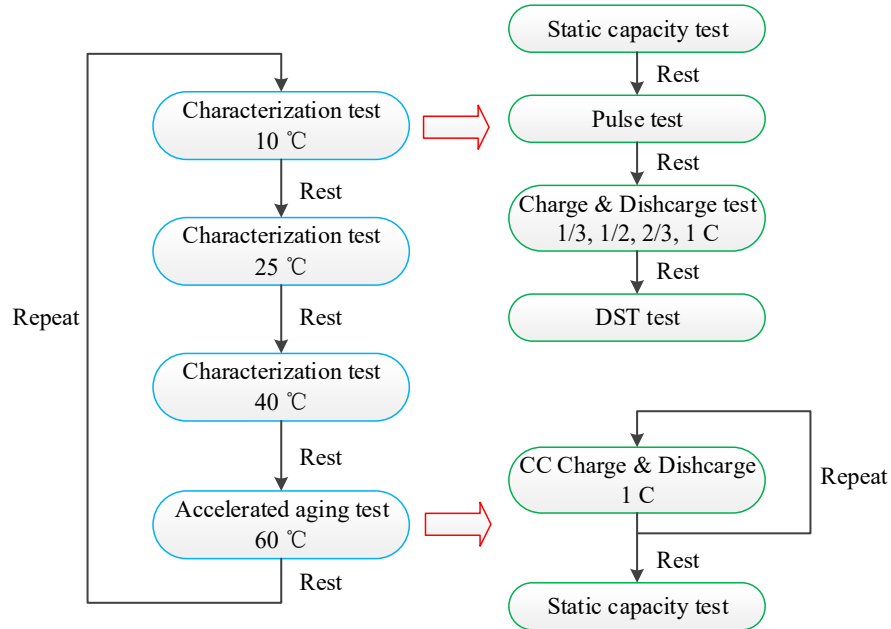 Characterization test
10 ℃
Rest
Characterization test
25 ℃
Rest
Characterization test
40 ℃
Rest
Accelerated aging test
60 ℃
Rest
Repeat
Static capacity test
Rest
Pulse test
Rest
Charge & Dishcarge test
1/3, 1/2, 2/3, 1 C
Rest
DST test
CC Charge & Dishcarge
1 C
Repeat
Rest
Static capacity test